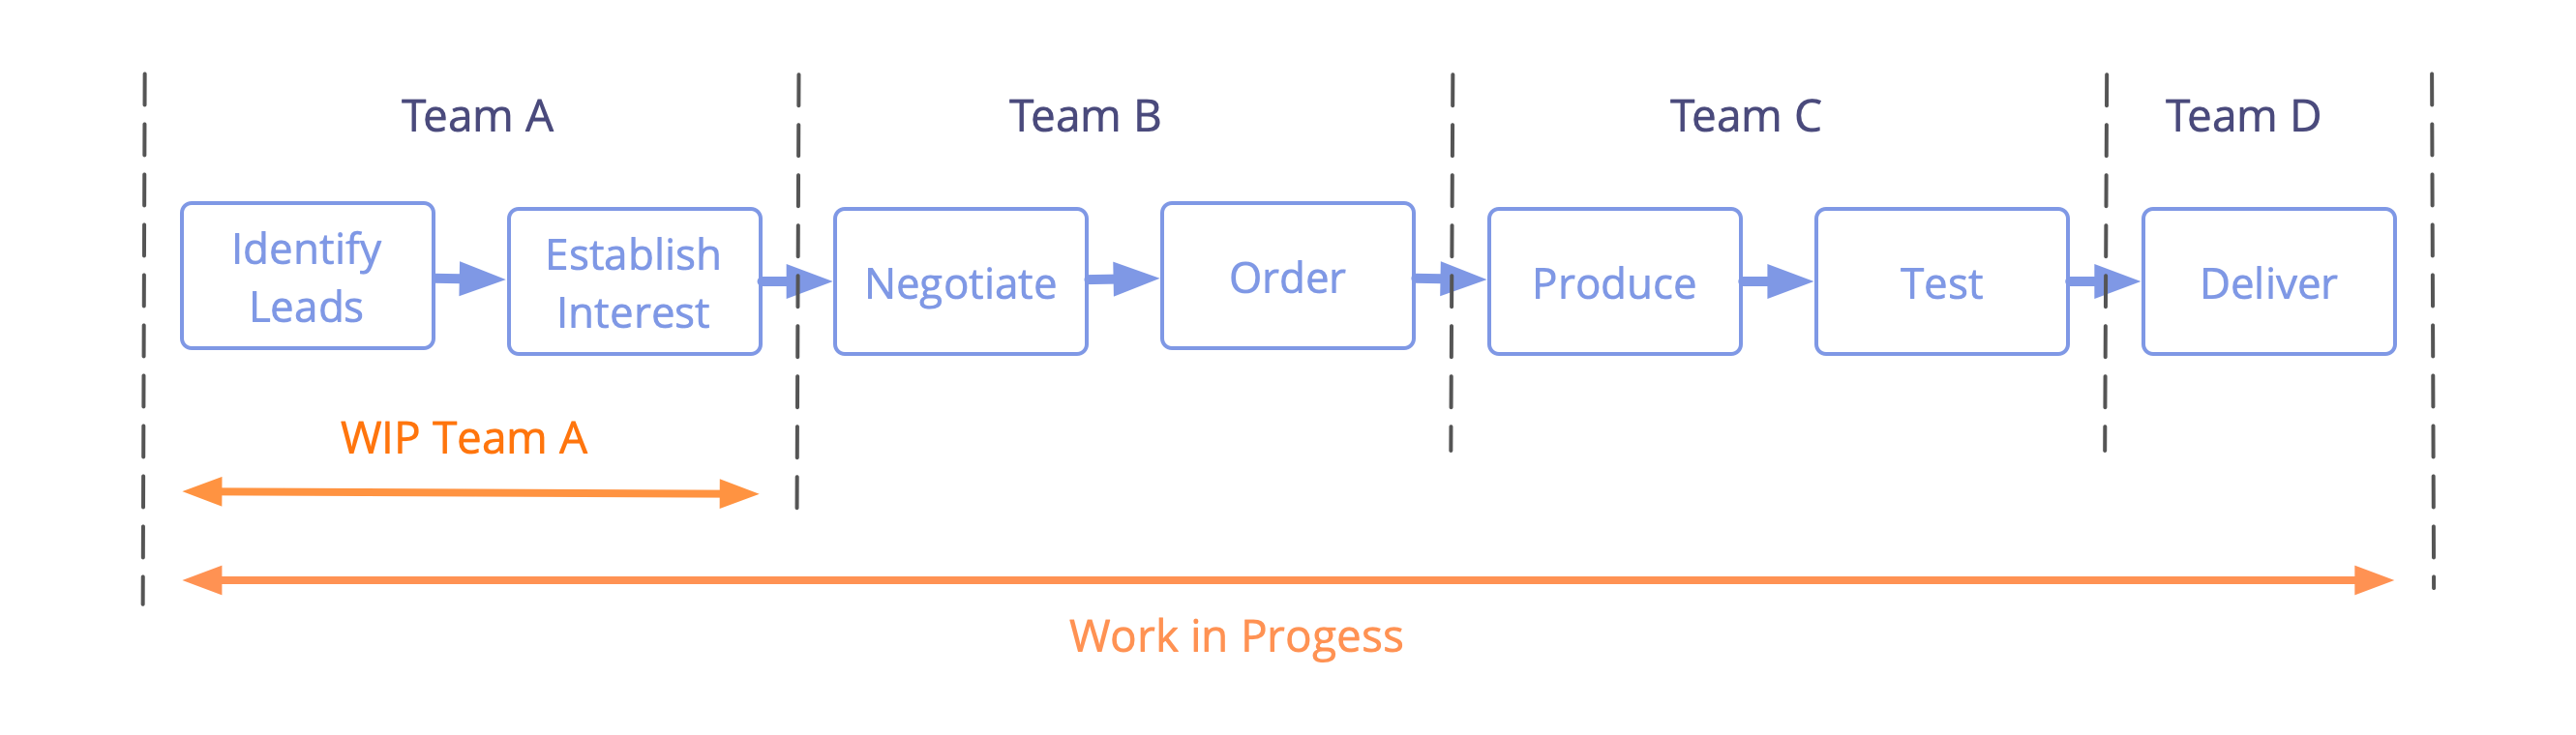 Team A
Team B
Team C
Team D
Identify
Leads
Establish
Interest
Negotiate
Order
Produce
Test
Deliver
WIP Team A
Work in Progess